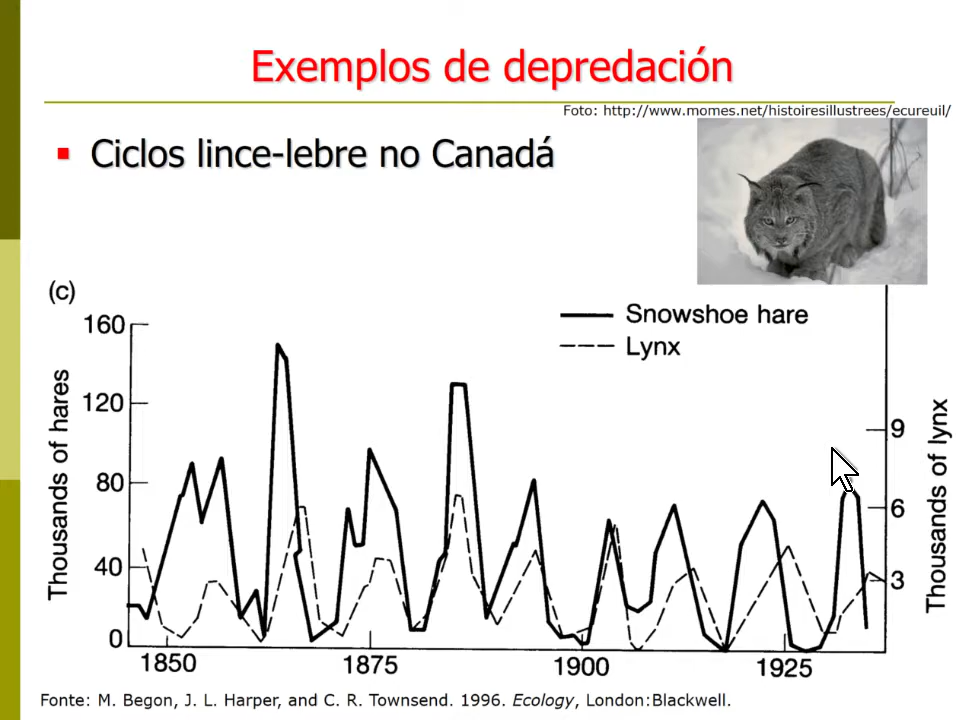 Exemplos de depredación
Foto: http://www.momes.net/histoiresillustrees/ecureuil/
Ciclos lince-lebre no Canadá
(c)
Snowshoe hare
Lynx
Thousands of hares
160
120
80
40
0
1850
1875
1900
1925
9
6
3
Thousands of lynx
Fonte: M. Begon, J. L. Harper, and C. R. Townsend. 1996. Ecology, London:Blackwell.